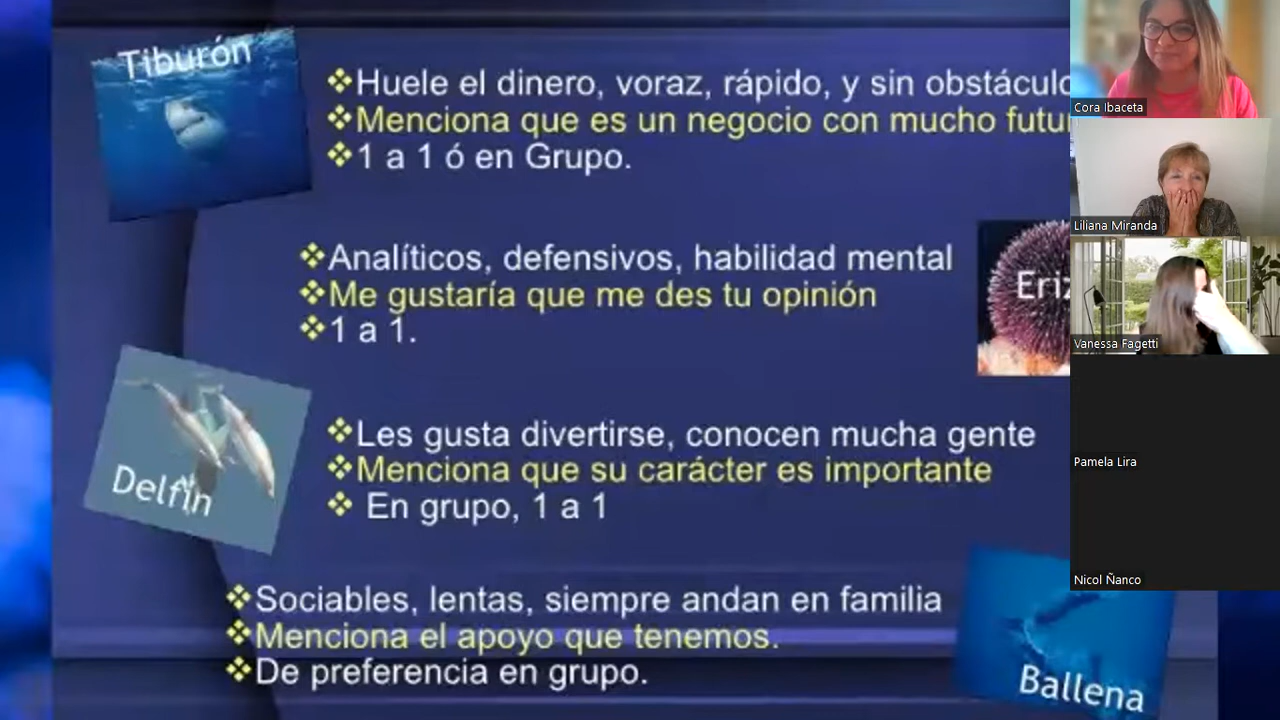 Tiburón
❖Huele el dinero, voraz, rápido, y sin obstáculo
❖Menciona que es un negocio con mucho futu
❖1 a 1 ó en Grupo.
❖Analíticos, defensivos, habilidad mental
❖Me gustaría que me des tu opinión
❖1 a 1.
Eriz
Delfín
❖Les gusta divertirse, conocen mucha gente
❖Menciona que su carácter es importante
❖ En grupo, 1 a 1
❖Sociables, lentas, siempre andan en familia
❖Menciona el apoyo que tenemos.
❖De preferencia en grupo.
Ballena
Cora Ibaceta
Liliana Miranda
Vanessa Fagetti
Pamela Lira
Nicol Ñanco